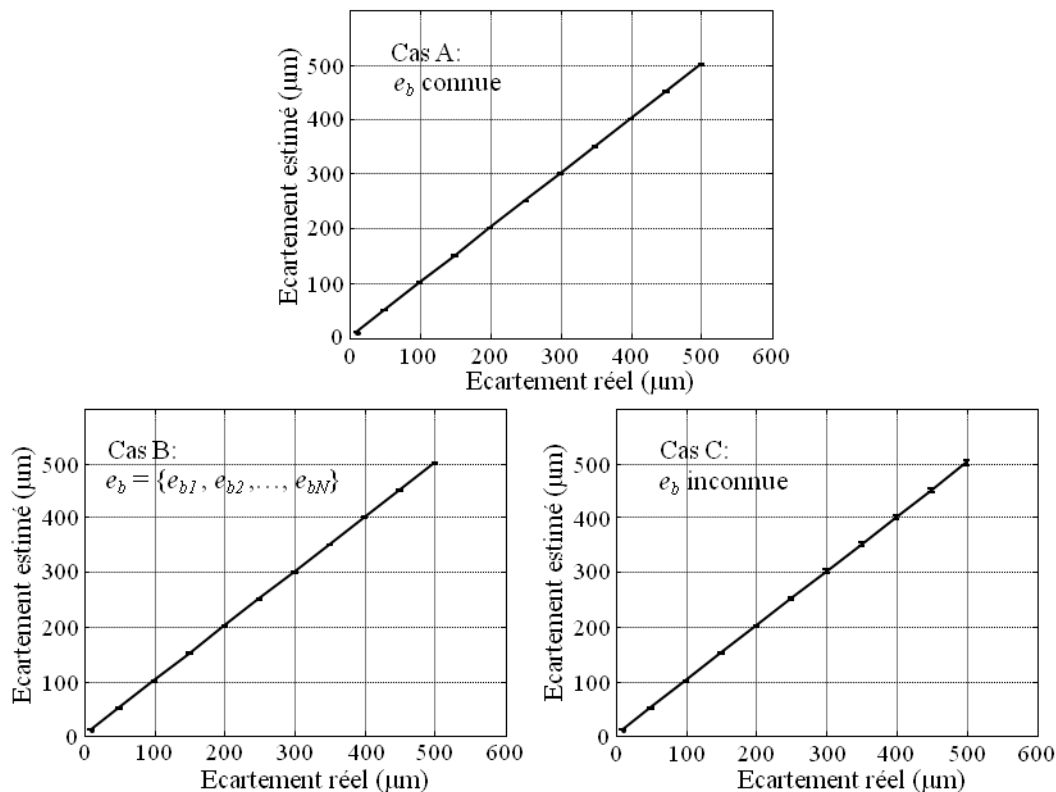 Cas A:
e_b connue
Ecartement estimé (µm)
500
400
300
200
100
0
0 100 200 300 400 500 600
Ecartement réel (µm)
Cas B:
e_b = {e_b1, e_b2,..., e_bN}
Ecartement estimé (µm)
500
400
300
200
100
0
0 100 200 300 400 500 600
Ecartement réel (µm)
Cas C:
e_b inconnue
Ecartement estimé (µm)
500
400
300
200
100
0
0 100 200 300 400 500 600
Ecartement réel (µm)